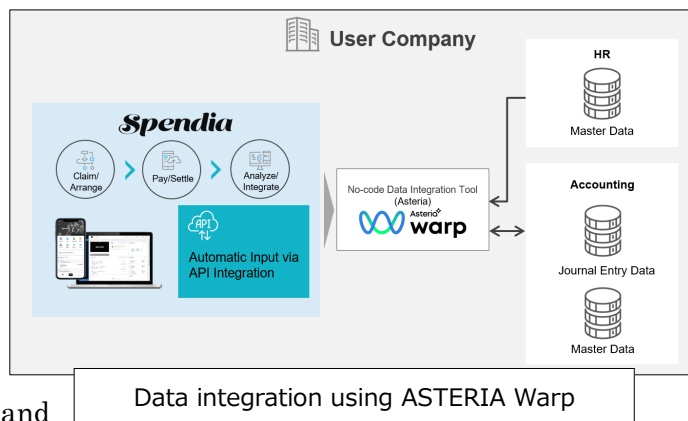 User Company
Spendia
Claim/
Arrange
Pay/Settle
Analyze/
Integrate
API
Automatic Input via
API Integration
No-code Data Integration Tool
(Asteria)
Asteria
warp
HR
Master Data
Accounting
Journal Entry Data
Master Data
Data integration using ASTERIA Warp
and